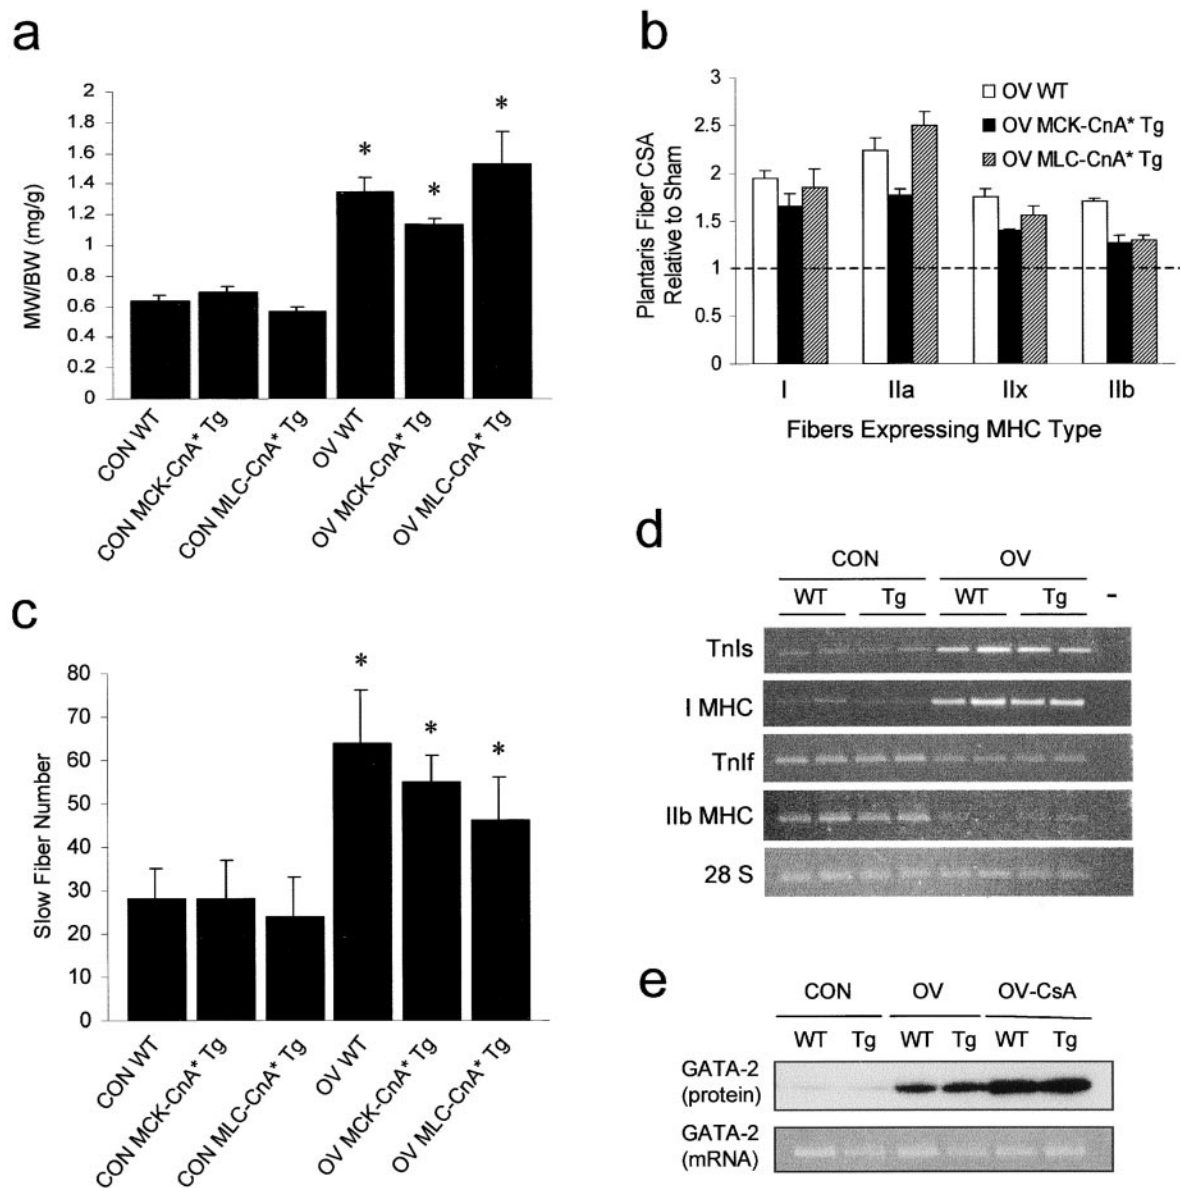 a
2
1.8
1.6
1.4
1.2
1
0.8
0.6
0.4
0.2
0
MW/BW (mg/g)
*
*
*
CON WT
CON MCK-CnA* Tg
CON MLC-CnA* Tg
OV WT
OV MCK-CnA* Tg
OV MLC-CnA* Tg
b
3
2.5
2
1.5
1
0.5
0
Plantaris Fiber CSA
Relative to Sham
OV WT
OV MCK-CnA* Tg
OV MLC-CnA* Tg
I IIa IIx IIb
Fibers Expressing MHC Type
c
80
70
60
50
40
30
20
10
0
Slow Fiber Number
*
*
*
CON WT
CON MCK-CnA* Tg
CON MLC-CnA* Tg
OV WT
OV MCK-CnA* Tg
OV MLC-CnA* Tg
d
CON OV
WT Tg WT Tg -
TnIs
I MHC
TnIf
IIb MHC
28 S
e
CON OV OV-CsA
WT Tg WT Tg WT Tg
GATA-2
(protein)
GATA-2
(mRNA)